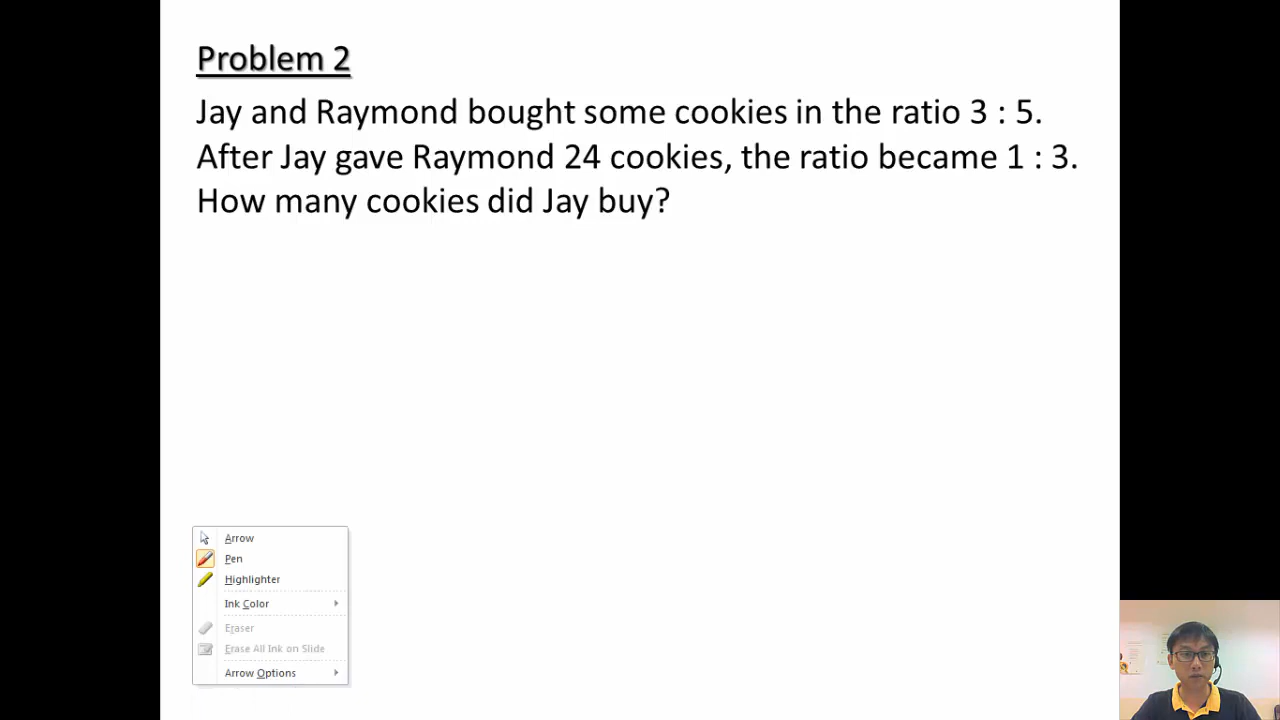 Problem 2
Jay and Raymond bought some cookies in the ratio 3 : 5.
After Jay gave Raymond 24 cookies, the ratio became 1 : 3.
How many cookies did Jay buy?
Arrow
Pen
Highlighter
Ink Color
Eraser
Erase All Ink on Slide
Arrow Options